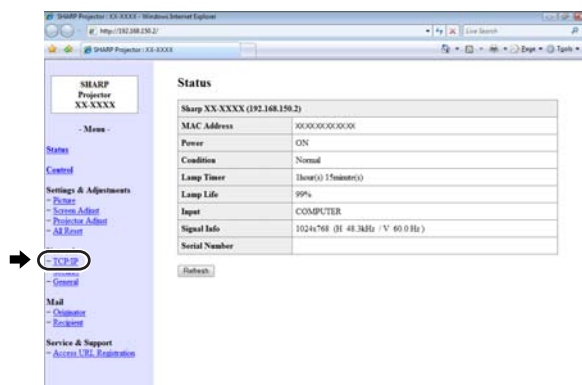 SHARP Projector : XX-XXXX - Windows Internet Explorer
http://192.168.150.2/
Live Search
SHARP Projector : XX-XXXX
Page
Tools
SHARP
Projector
XX-XXXX
- Menu -
Status
Control
Settings & Adjustments
- Picture
- Screen Adjust
- Projector Adjust
- All Reset
- TCP/IP
- General
Mail
- Originator
- Recipient
Service & Support
- Access URL Registration
Status
Sharp XX-XXXX (192.168.150.2)
MAC Address XXXXXXXXXXXX
Power ON
Condition Normal
Lamp Timer 1hour(s) 15minute(s)
Lamp Life 99%
Input COMPUTER
Signal Info 1024x768 (H 48.3kHz / V 60.0 Hz )
Serial Number
Refresh